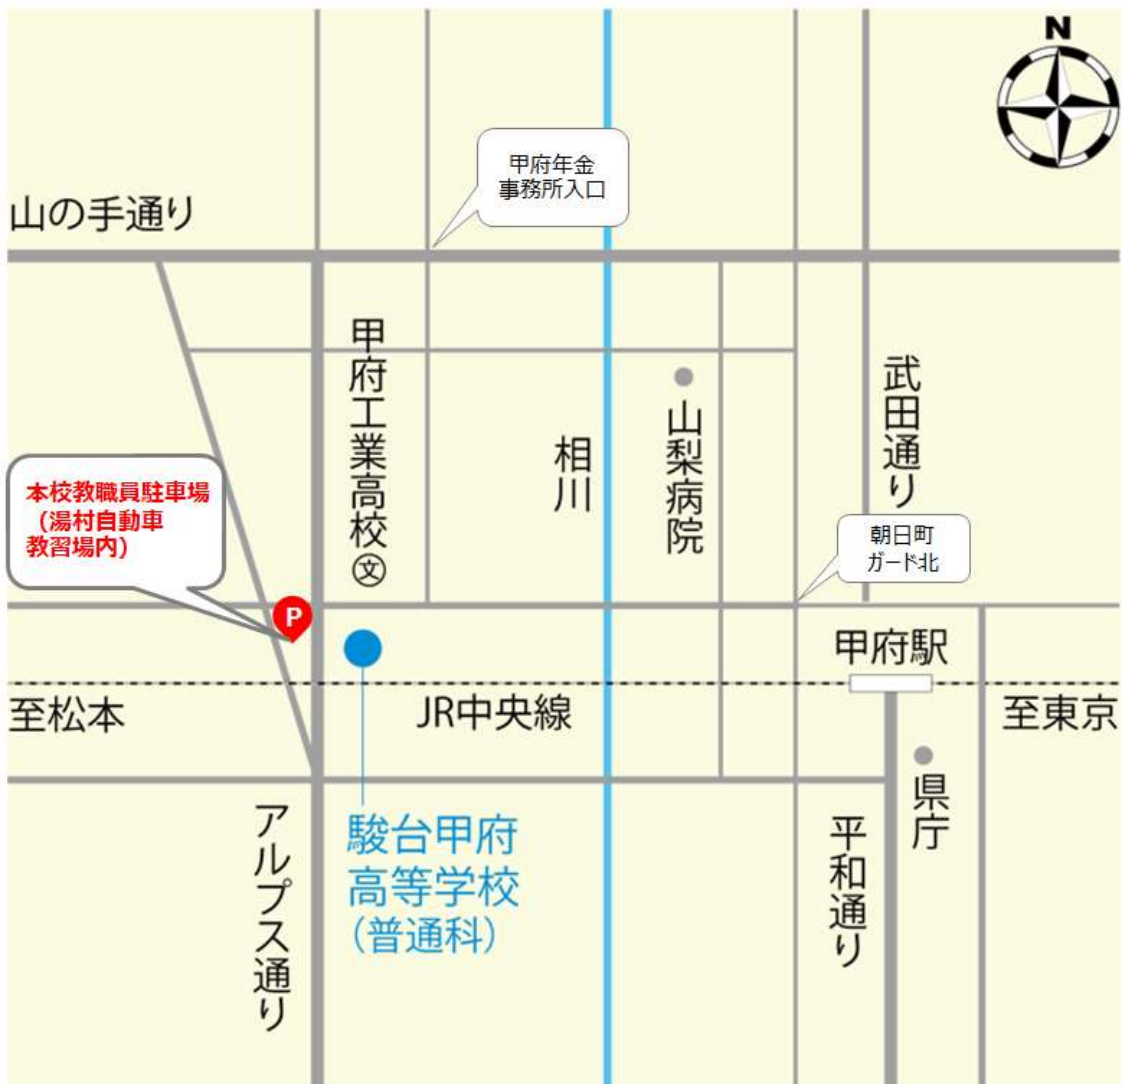 N
甲府年金
事務所入口
山の手通り
甲府工業高校
文
相川
山梨病院
武田通り
本校教職員駐車場
(湯村自動車
教習場内)
朝日町
ガード北
P
甲府駅
至松本
JR中央線
至東京
県庁
アルプス通り
駿台甲府
高等学校
(普通科)
平和通り